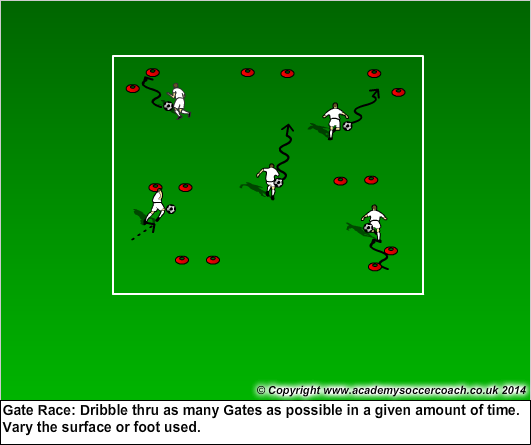 © Copyright www.academysoccercoach.co.uk 2014
Gate Race: Dribble thru as many Gates as possible in a given amount of time.
Vary the surface or foot used.